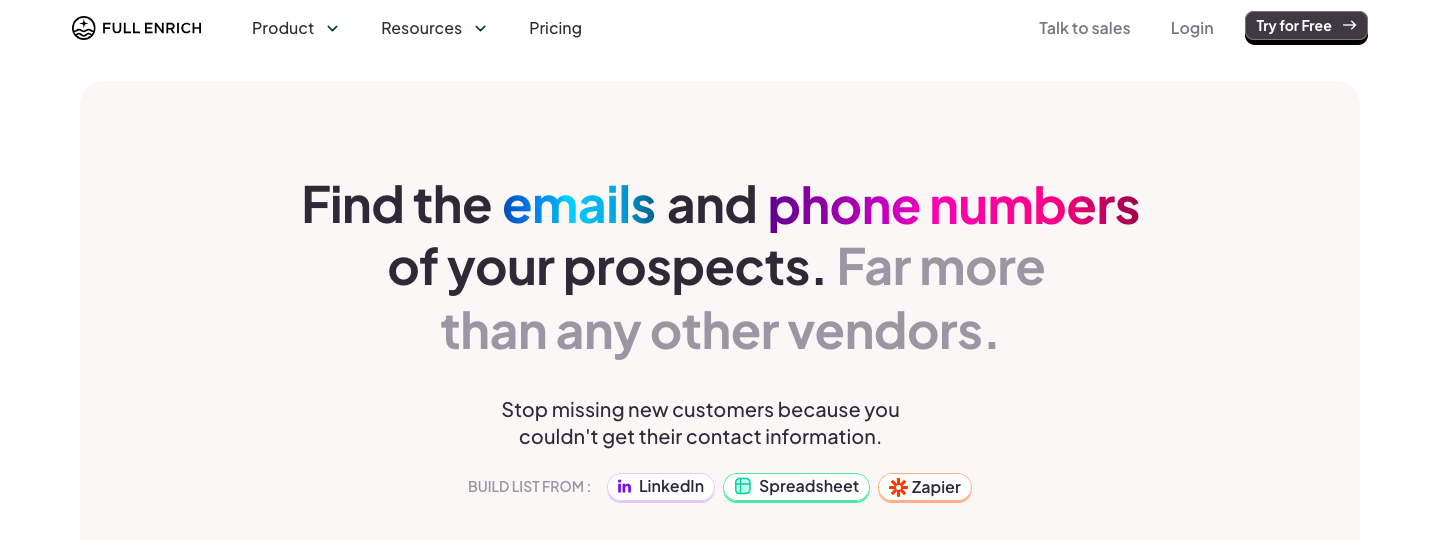 FULL ENRICH
Product
Resources
Pricing
Talk to sales
Login
Try for Free
Find the emails and phone numbers
of your prospects. Far more
than any other vendors.
Stop missing new customers because you
couldn't get their contact information.
BUILD LIST FROM :
in LinkedIn
Spreadsheet
Zapier